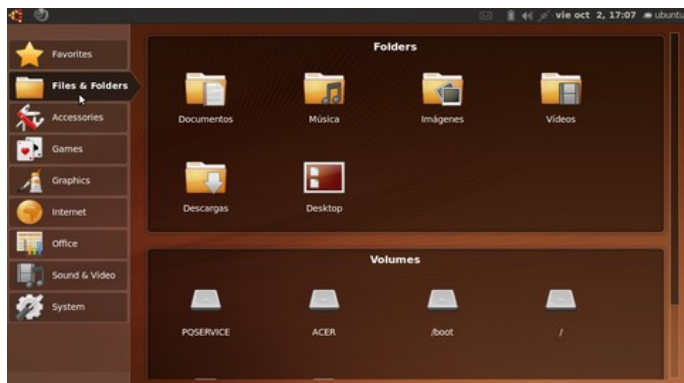 vie oct 2, 17:07 ubuntu
Favorites
Files & Folders
Accessories
Games
Graphics
Internet
Office
Sound & Video
System
Folders
Documentos Música Imágenes Vídeos
Descargas Desktop
Volumes
PQSERVICE ACER /boot /